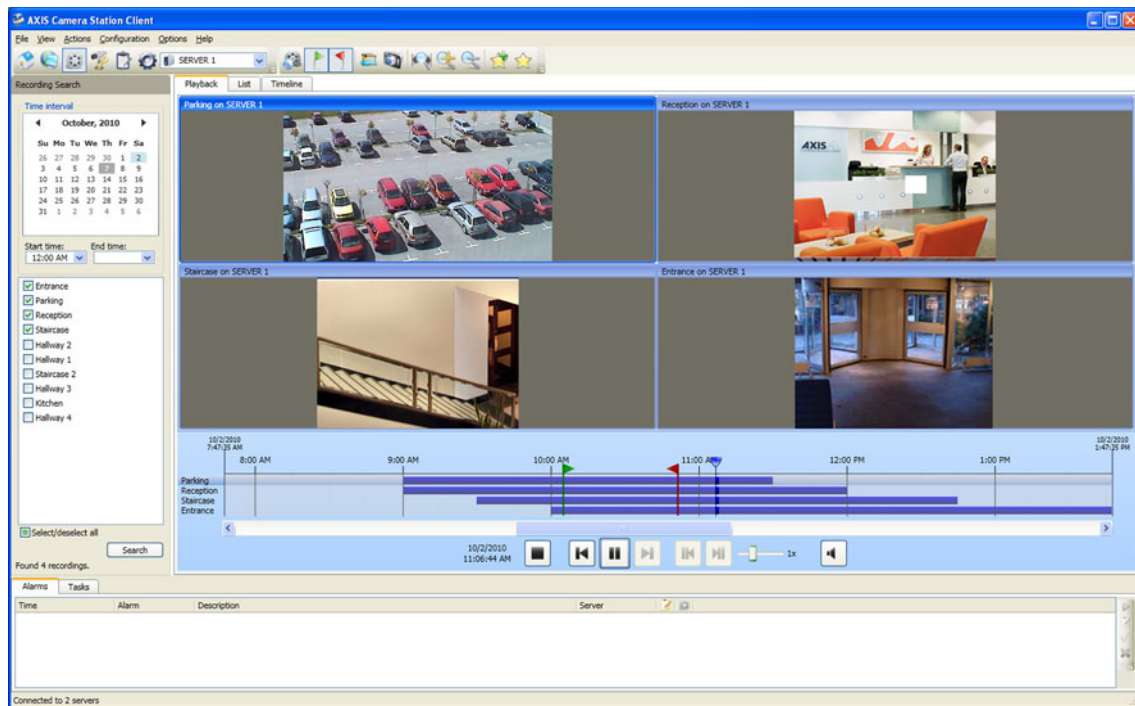 AXIS Camera Station Client
File View Actions Configuration Options Help
SERVER 1
Recording Search
Playback List Timeline
Time interval
October, 2010
Su Mo Tu We Th Fr Sa
26 27 28 29 30 1 2
3 4 5 6 7 8 9
10 11 12 13 14 15 16
17 18 19 20 21 22 23
24 25 26 27 28 29 30
31 1 2 3 4 5 6
Start time: End time:
12:00 AM
Entrance
Parking
Reception
Staircase
Hallway 2
Hallway 1
Staircase 2
Hallway 3
Kitchen
Hallway 4
Select/deselect all
Search
Found 4 recordings.
Parking on SERVER 1
Reception on SERVER 1
AXIS
Staircase on SERVER 1
Entrance on SERVER 1
10/2/2010
7:47:35 AM
10/2/2010
1:47:35 PM
8:00 AM 9:00 AM 10:00 AM 11:00 AM 12:00 PM 1:00 PM
Parking
Reception
Staircase
Entrance
10/2/2010
11:06:44 AM
1x
Alarms Tasks
Time Alarm Description Server
Connected to 2 servers